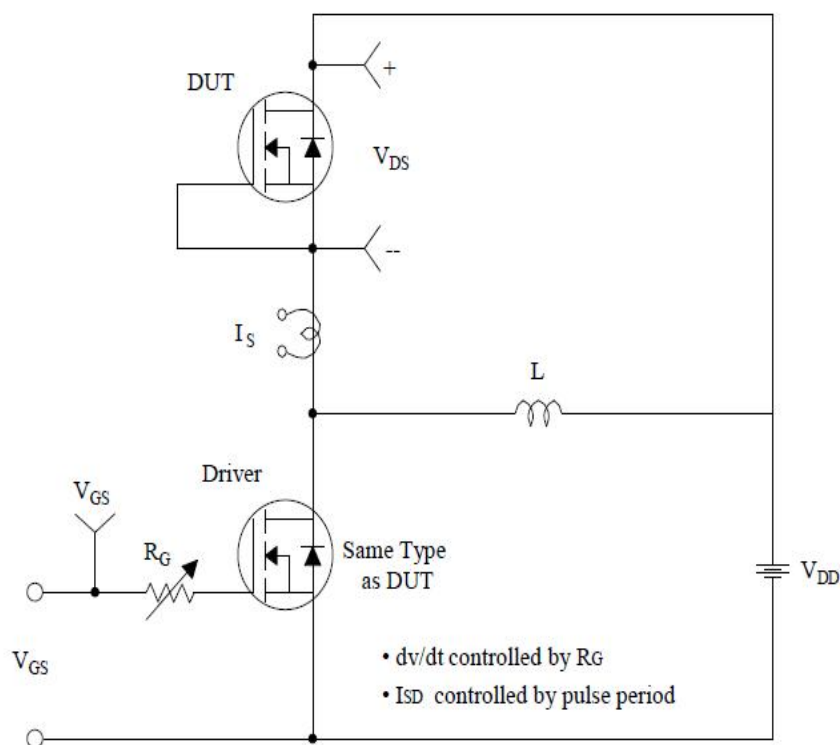 DUT
+
VDS
--
IS
L
Driver
VGS
RG
Same Type
as DUT
VDD
VGS
• dv/dt controlled by RG
• ISD controlled by pulse period